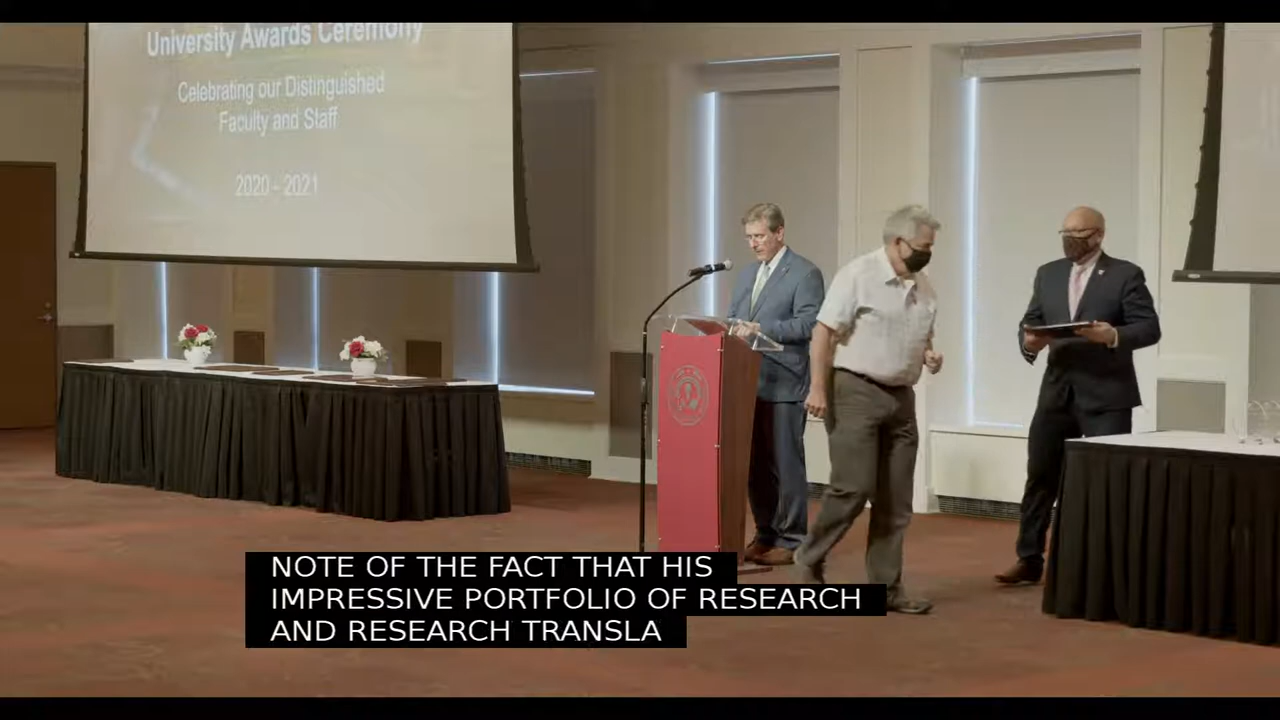 University Awards Ceremony
Celebrating our Distinguished
Faculty and Staff
2020 - 2021
NOTE OF THE FACT THAT HIS
IMPRESSIVE PORTFOLIO OF RESEARCH
AND RESEARCH TRANSLA